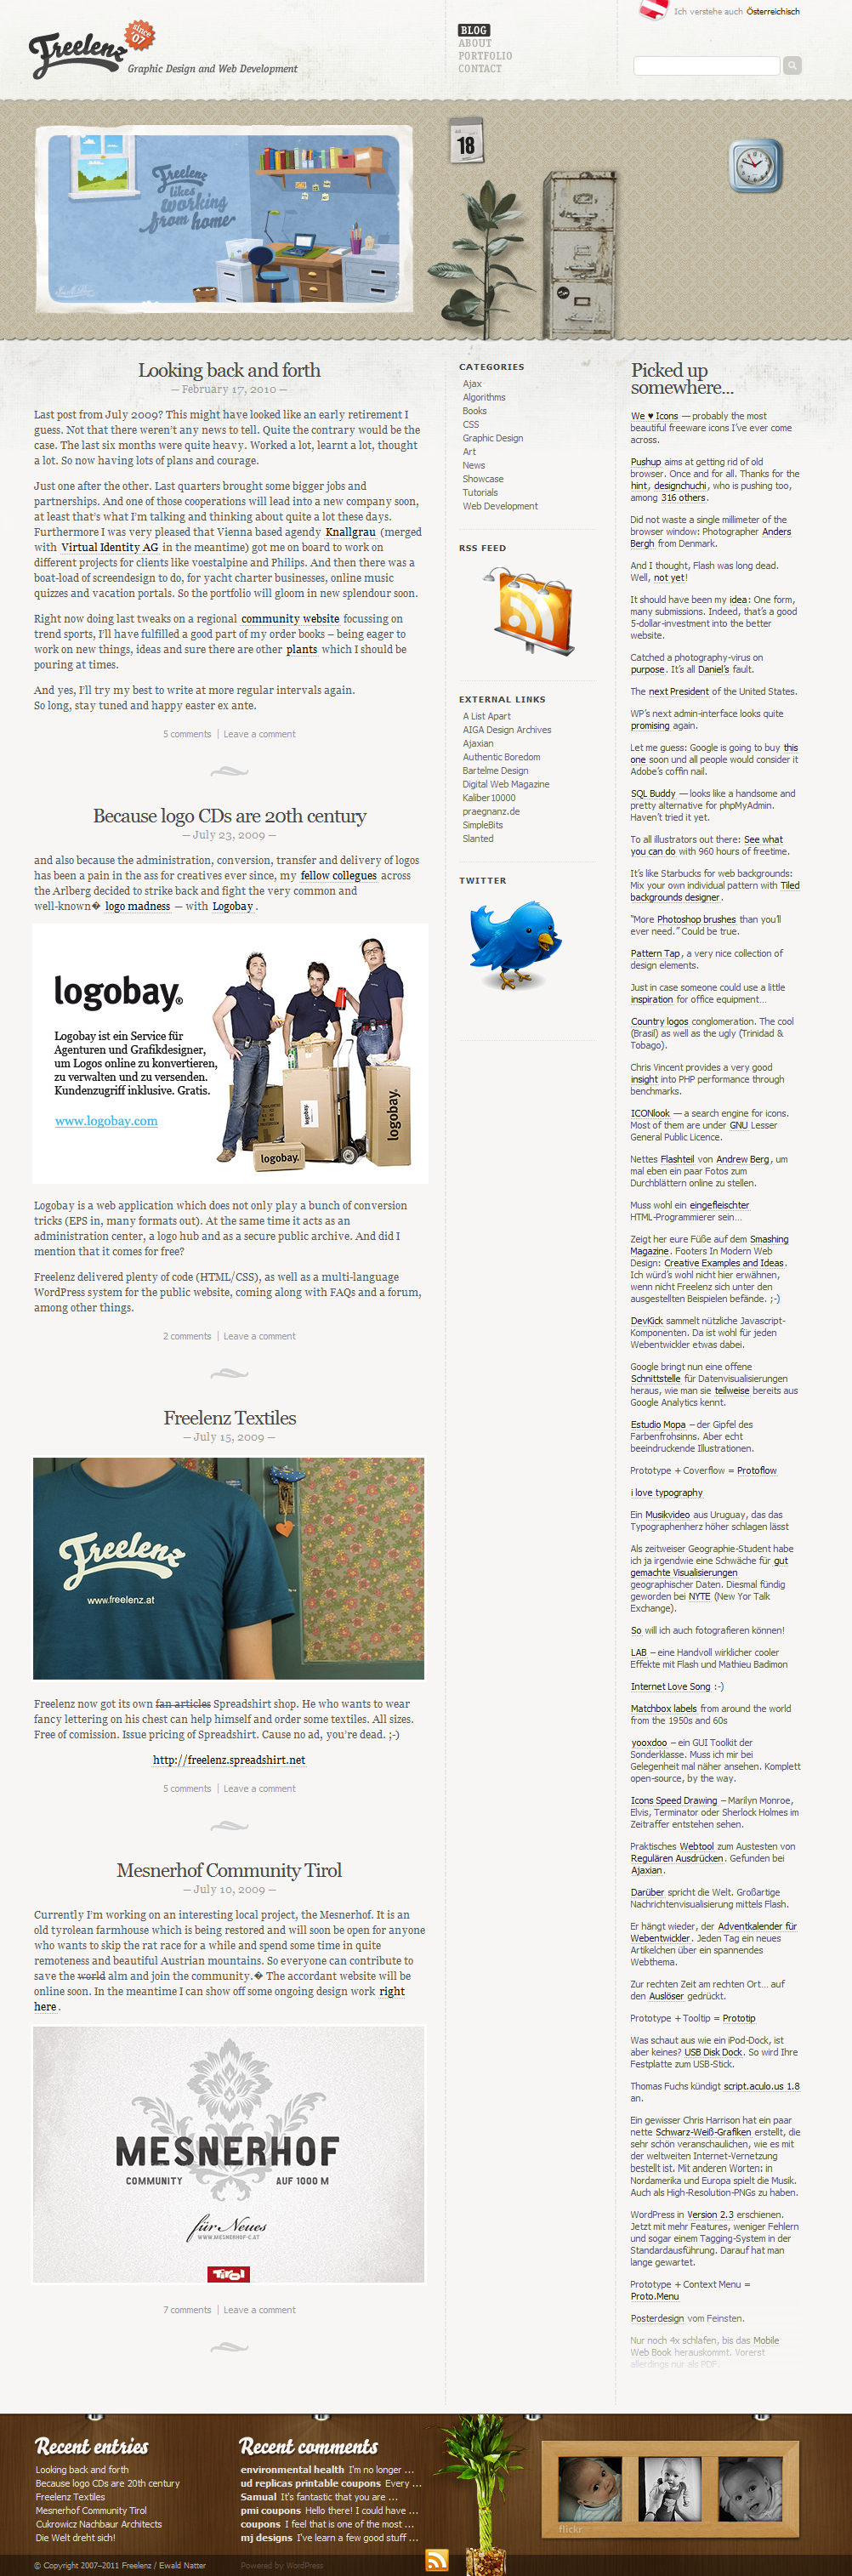 Freelenz
since '07
Graphic Design and Web Development
BLOG
ABOUT
PORTFOLIO
CONTACT
Ich verstehe auch Österreichisch
Freelenz
likes
working
from home
18
Looking back and forth
— February 17, 2010 —
Last post from July 2009? This might have looked like an early retirement I
guess. Not that there weren't any news to tell. Quite the contrary would be the
case. The last six months were quite heavy. Worked a lot, learnt a lot, thought
a lot. So now having lots of plans and courage.
Just one after the other. Last quarters brought some bigger jobs and
partnerships. And one of those cooperations will lead into a new company soon,
at least that's what I'm talking and thinking about quite a lot these days.
Furthermore I was very pleased that Vienna based agendy Knallgrau (merged
with Virtual Identity AG in the meantime) got me on board to work on
different projects for clients like voestalpine and Philips. And then there was a
boat-load of screendesign to do, for yacht charter businesses, online music
quizzes and vacation portals. So the portfolio will gloom in new splendour soon.
Right now doing last tweaks on a regional community website focussing on
trend sports, I'll have fulfilled a good part of my order books – being eager to
work on new things, ideas and sure there are other plants which I should be
pouring at times.
And yes, I'll try my best to write at more regular intervals again.
So long, stay tuned and happy easter ex ante.
5 comments | Leave a comment
Because logo CDs are 20th century
— July 23, 2009 —
and also because the administration, conversion, transfer and delivery of logos
has been a pain in the ass for creatives ever since, my fellow collegues across
the Arlberg decided to strike back and fight the very common and
well-known� logo madness — with Logobay.
logobay®
Logobay ist ein Service für
Agenturen und Grafikdesigner,
um Logos online zu konvertieren,
zu verwalten und zu versenden.
Kundenzugriff inklusive. Gratis.
www.logobay.com
logobay.
logobay.
logobay.
Logobay is a web application which does not only play a bunch of conversion
tricks (EPS in, many formats out). At the same time it acts as an
administration center, a logo hub and as a secure public archive. And did I
mention that it comes for free?
Freelenz delivered plenty of code (HTML/CSS), as well as a multi-language
WordPress system for the public website, coming along with FAQs and a forum,
among other things.
2 comments | Leave a comment
Freelenz Textiles
— July 15, 2009 —
Freelenz
www.freelenz.at
Freelenz now got its own fan articles Spreadshirt shop. He who wants to wear
fancy lettering on his chest can help himself and order some textiles. All sizes.
Free of comission. Issue pricing of Spreadshirt. Cause no ad, you're dead. ;-)
http://freelenz.spreadshirt.net
5 comments | Leave a comment
Mesnerhof Community Tirol
— July 10, 2009 —
Currently I'm working on an interesting local project, the Mesnerhof. It is an
old tyrolean farmhouse which is being restored and will soon be open for anyone
who wants to skip the rat race for a while and spend some time in quite
remoteness and beautiful Austrian mountains. So everyone can contribute to
save the world alm and join the community.� The accordant website will be
online soon. In the meantime I can show off some ongoing design work right
here.
MESNERHOF
COMMUNITY AUF 1000 M
für Neues
WWW.MESNERHOF-C.AT
Tirol
7 comments | Leave a comment
CATEGORIES
Ajax
Algorithms
Books
CSS
Graphic Design
Art
News
Showcase
Tutorials
Web Development
RSS FEED
EXTERNAL LINKS
A List Apart
AIGA Design Archives
Ajaxian
Authentic Boredom
Bartelme Design
Digital Web Magazine
Kaliber10000
praegnanz.de
SimpleBits
Slanted
TWITTER
Picked up
somewhere...
We ♥ Icons — probably the most
beautiful freeware icons I've ever come
across.
Pushup aims at getting rid of old
browser. Once and for all. Thanks for the
hint, designchuchi, who is pushing too,
among 316 others.
Did not waste a single millimeter of the
browser window: Photographer Anders
Bergh from Denmark.
And I thought, Flash was long dead.
Well, not yet!
It should have been my idea: One form,
many submissions. Indeed, that's a good
5-dollar-investment into the better
website.
Catched a photography-virus on
purpose. It's all Daniel's fault.
The next President of the United States.
WP's next admin-interface looks quite
promising again.
Let me guess: Google is going to buy this
one soon und all people would consider it
Adobe's coffin nail.
SQL Buddy — looks like a handsome and
pretty alternative for phpMyAdmin.
Haven't tried it yet.
To all illustrators out there: See what
you can do with 960 hours of freetime.
It's like Starbucks for web backgrounds:
Mix your own individual pattern with Tiled
backgrounds designer.
"More Photoshop brushes than you'll
ever need." Could be true.
Pattern Tap, a very nice collection of
design elements.
Just in case someone could use a little
inspiration for office equipment...
Country logos conglomeration. The cool
(Brasil) as well as the ugly (Trinidad &
Tobago).
Chris Vincent provides a very good
insight into PHP performance through
benchmarks.
ICONlook — a search engine for icons.
Most of them are under GNU Lesser
General Public Licence.
Nettes Flashteil von Andrew Berg, um
mal eben ein paar Fotos zum
Durchblättern online zu stellen.
Muss wohl ein eingefleischter
HTML-Programmierer sein...
Zeigt her eure Füße auf dem Smashing
Magazine. Footers In Modern Web
Design: Creative Examples and Ideas.
Ich würd's wohl nicht hier erwähnen,
wenn nicht Freelenz sich unter den
ausgestellten Beispielen befände. ;-)
DevKick sammelt nützliche Javascript-
Komponenten. Da ist wohl für jeden
Webentwickler etwas dabei.
Google bringt nun eine offene
Schnittstelle für Datenvisualisierungen
heraus, wie man sie teilweise bereits aus
Google Analytics kennt.
Estudio Mopa – der Gipfel des
Farbenfrohsinns. Aber echt
beeindruckende Illustrationen.
Prototype + Coverflow = Protoflow
i love typography
Ein Musikvideo aus Uruguay, das das
Typographenherz höher schlagen lässt
Als zeitweiser Geographie-Student habe
ich ja irgendwie eine Schwäche für gut
gemachte Visualisierungen
geographischer Daten. Diesmal fündig
geworden bei NYTE (New Yor Talk
Exchange).
So will ich auch fotografieren können!
LAB – eine Handvoll wirklicher cooler
Effekte mit Flash und Mathieu Badimon
Internet Love Song :-)
Matchbox labels from around the world
from the 1950s and 60s
yooxdoo – ein GUI Toolkit der
Sonderklasse. Muss ich mir bei
Gelegenheit mal näher ansehen. Komplett
open-source, by the way.
Icons Speed Drawing – Marilyn Monroe,
Elvis, Terminator oder Sherlock Holmes im
Zeitraffer entstehen sehen.
Praktisches Webtool zum Austesten von
Regulären Ausdrücken. Gefunden bei
Ajaxian.
Darüber spricht die Welt. Großartige
Nachrichtenvisualisierung mittels Flash.
Er hängt wieder, der Adventkalender für
Webentwickler. Jeden Tag ein neues
Artikelchen über ein spannendes
Webthema.
Zur rechten Zeit am rechten Ort... auf
den Auslöser gedrückt.
Prototype + Tooltip = Prototip
Was schaut aus wie ein iPod-Dock, ist
aber keines? USB Disk Dock. So wird Ihre
Festplatte zum USB-Stick.
Thomas Fuchs kündigt script.aculo.us 1.8
an.
Ein gewisser Chris Harrison hat ein paar
nette Schwarz-Weiß-Grafiken erstellt, die
sehr schön veranschaulichen, wie es mit
der weltweiten Internet-Vernetzung
bestellt ist. Mit anderen Worten: in
Nordamerika und Europa spielt die Musik.
Auch als High-Resolution-PNGs zu haben.
WordPress in Version 2.3 erschienen.
Jetzt mit mehr Features, weniger Fehlern
und sogar einem Tagging-System in der
Standardausführung. Darauf hat man
lange gewartet.
Prototype + Context Menu =
Proto.Menu
Posterdesign vom Feinsten.
Nur noch 4x schlafen, bis das Mobile
Web Book herauskommt. Vorerst
allerdings nur als PDF.
Recent entries
Looking back and forth
Because logo CDs are 20th century
Freelenz Textiles
Mesnerhof Community Tirol
Cukrowicz Nachbaur Architects
Die Welt dreht sich!
Recent comments
environmental health I'm no longer ...
ud replicas printable coupons Every ...
Samual It's fantastic that you are ...
pmi coupons Hello there! I could have ...
coupons I feel that is one of the most ...
mj designs I've learn a few good stuff ...
flickr
© Copyright 2007–2011 Freelenz / Ewald Natter
Powered by WordPress